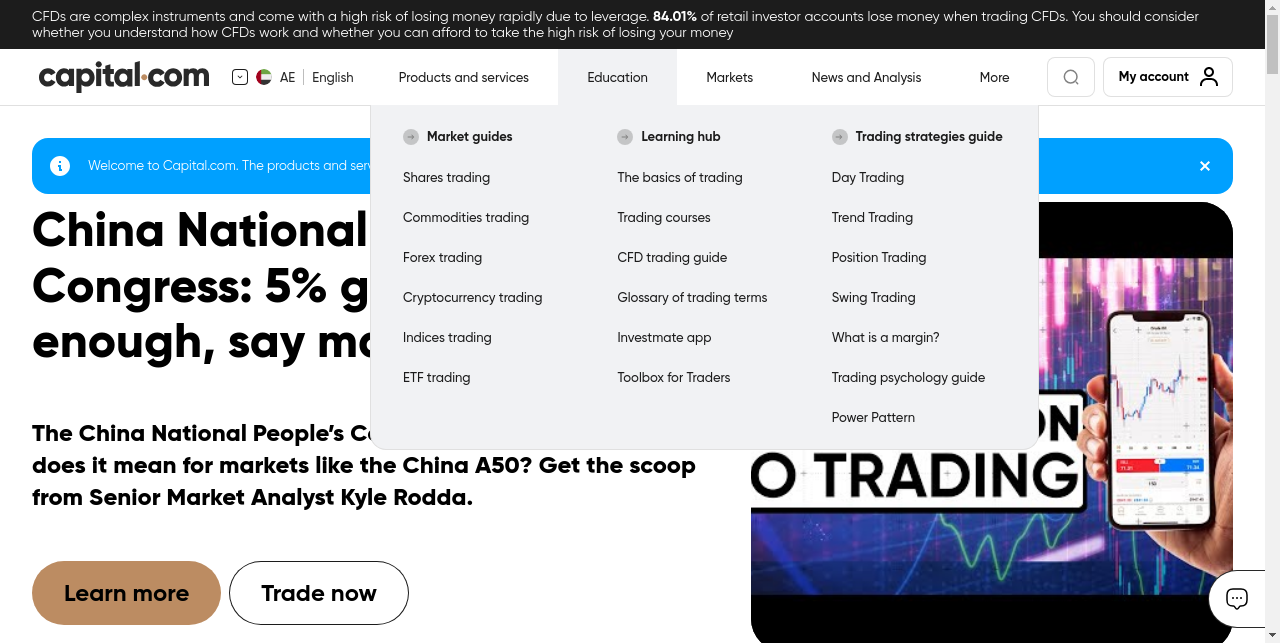 CFDs are complex instruments and come with a high risk of losing money rapidly due to leverage. 84.01% of retail investor accounts lose money when trading CFDs. You should consider
whether you understand how CFDs work and whether you can afford to take the high risk of losing your money
capital.com
AE
English
Products and services
Education
Markets
News and Analysis
More
My account
Market guides
Learning hub
Trading strategies guide
Shares trading
The basics of trading
Day Trading
Commodities trading
Trading courses
Trend Trading
Forex trading
CFD trading guide
Position Trading
Cryptocurrency trading
Glossary of trading terms
Swing Trading
Indices trading
Investmate app
What is a margin?
ETF trading
Toolbox for Traders
Trading psychology guide
Power Pattern
Welcome to Capital.com. The products and
China National
Congress: 5%
enough, say
The China National People's
does it mean for markets like the China A50? Get the scoop
from Senior Market Analyst Kyle Rodda.
Learn more
Trade now
O TRADING